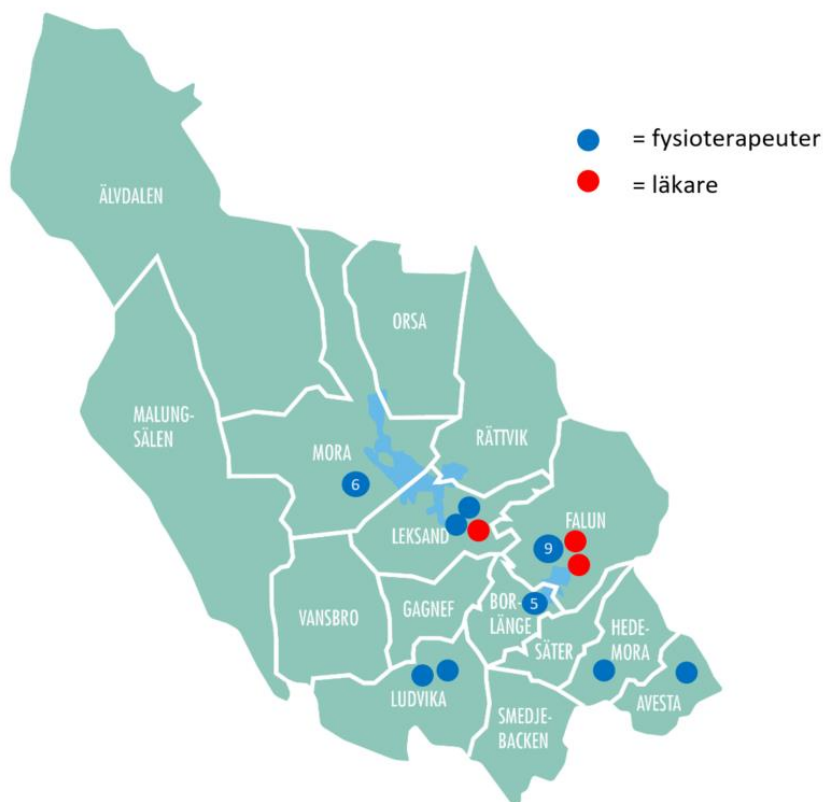 = fysioterapeuter
= läkare
ÄLVDALEN
ORSA
MALUNG-
SÄLEN
RÄTTVIK
MORA
6
LEKSAND
FALUN
9
VANSBRO
GAGNEF
BOR-
LÄNGE
5
SÄTER
HEDE-
MORA
LUDVIKA
AVESTA
SMEDJE-
BACKEN